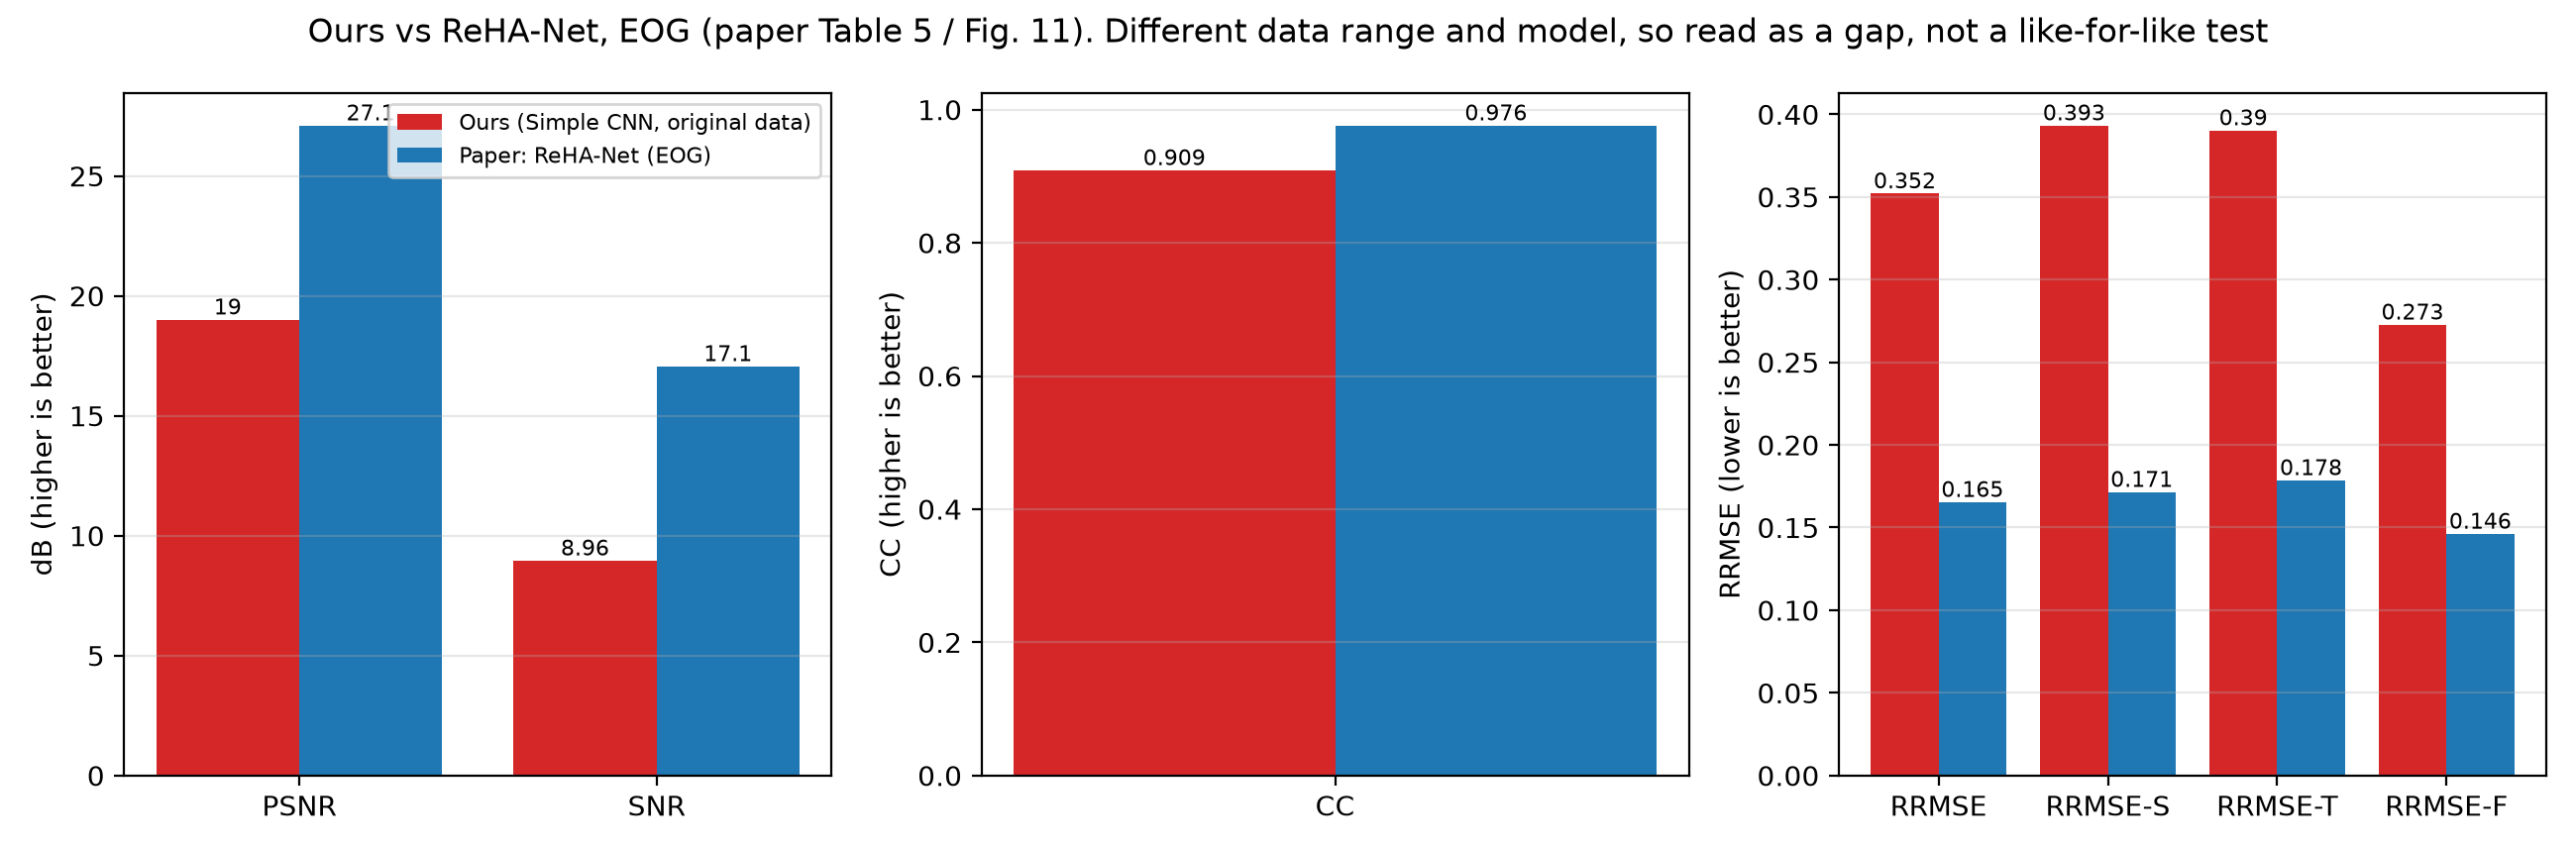 Ours vs ReHA-Net, EOG (paper Table 5 / Fig. 11). Different data range and model, so read as a gap, not a like-for-like test
dB (higher is better)
25
20
15
10
5
0
27.1
19
17.1
8.96
Ours (Simple CNN, original data)
Paper: ReHA-Net (EOG)
PSNR
SNR
CC (higher is better)
1.0
0.8
0.6
0.4
0.2
0.0
0.909
0.976
CC
RRMSE (lower is better)
0.40
0.35
0.30
0.25
0.20
0.15
0.10
0.05
0.00
0.352
0.165
0.393
0.171
0.39
0.178
0.273
0.146
RRMSE
RRMSE-S
RRMSE-T
RRMSE-F